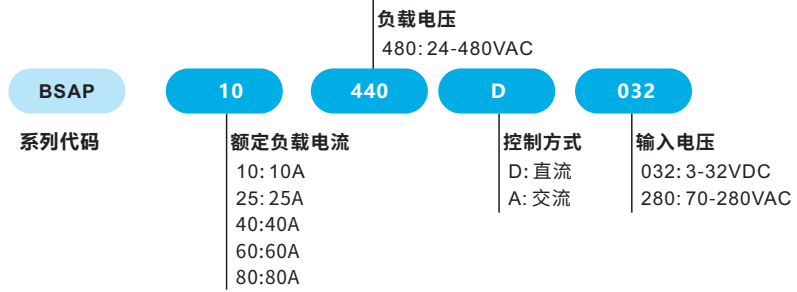 负载电压
480: 24-480VAC
BSAP 10 440 D 032
系列代码
额定负载电流
10: 10A
25: 25A
40:40A
60:60A
80:80A
控制方式
D: 直流
A: 交流
输入电压
032: 3-32VDC
280: 70-280VAC